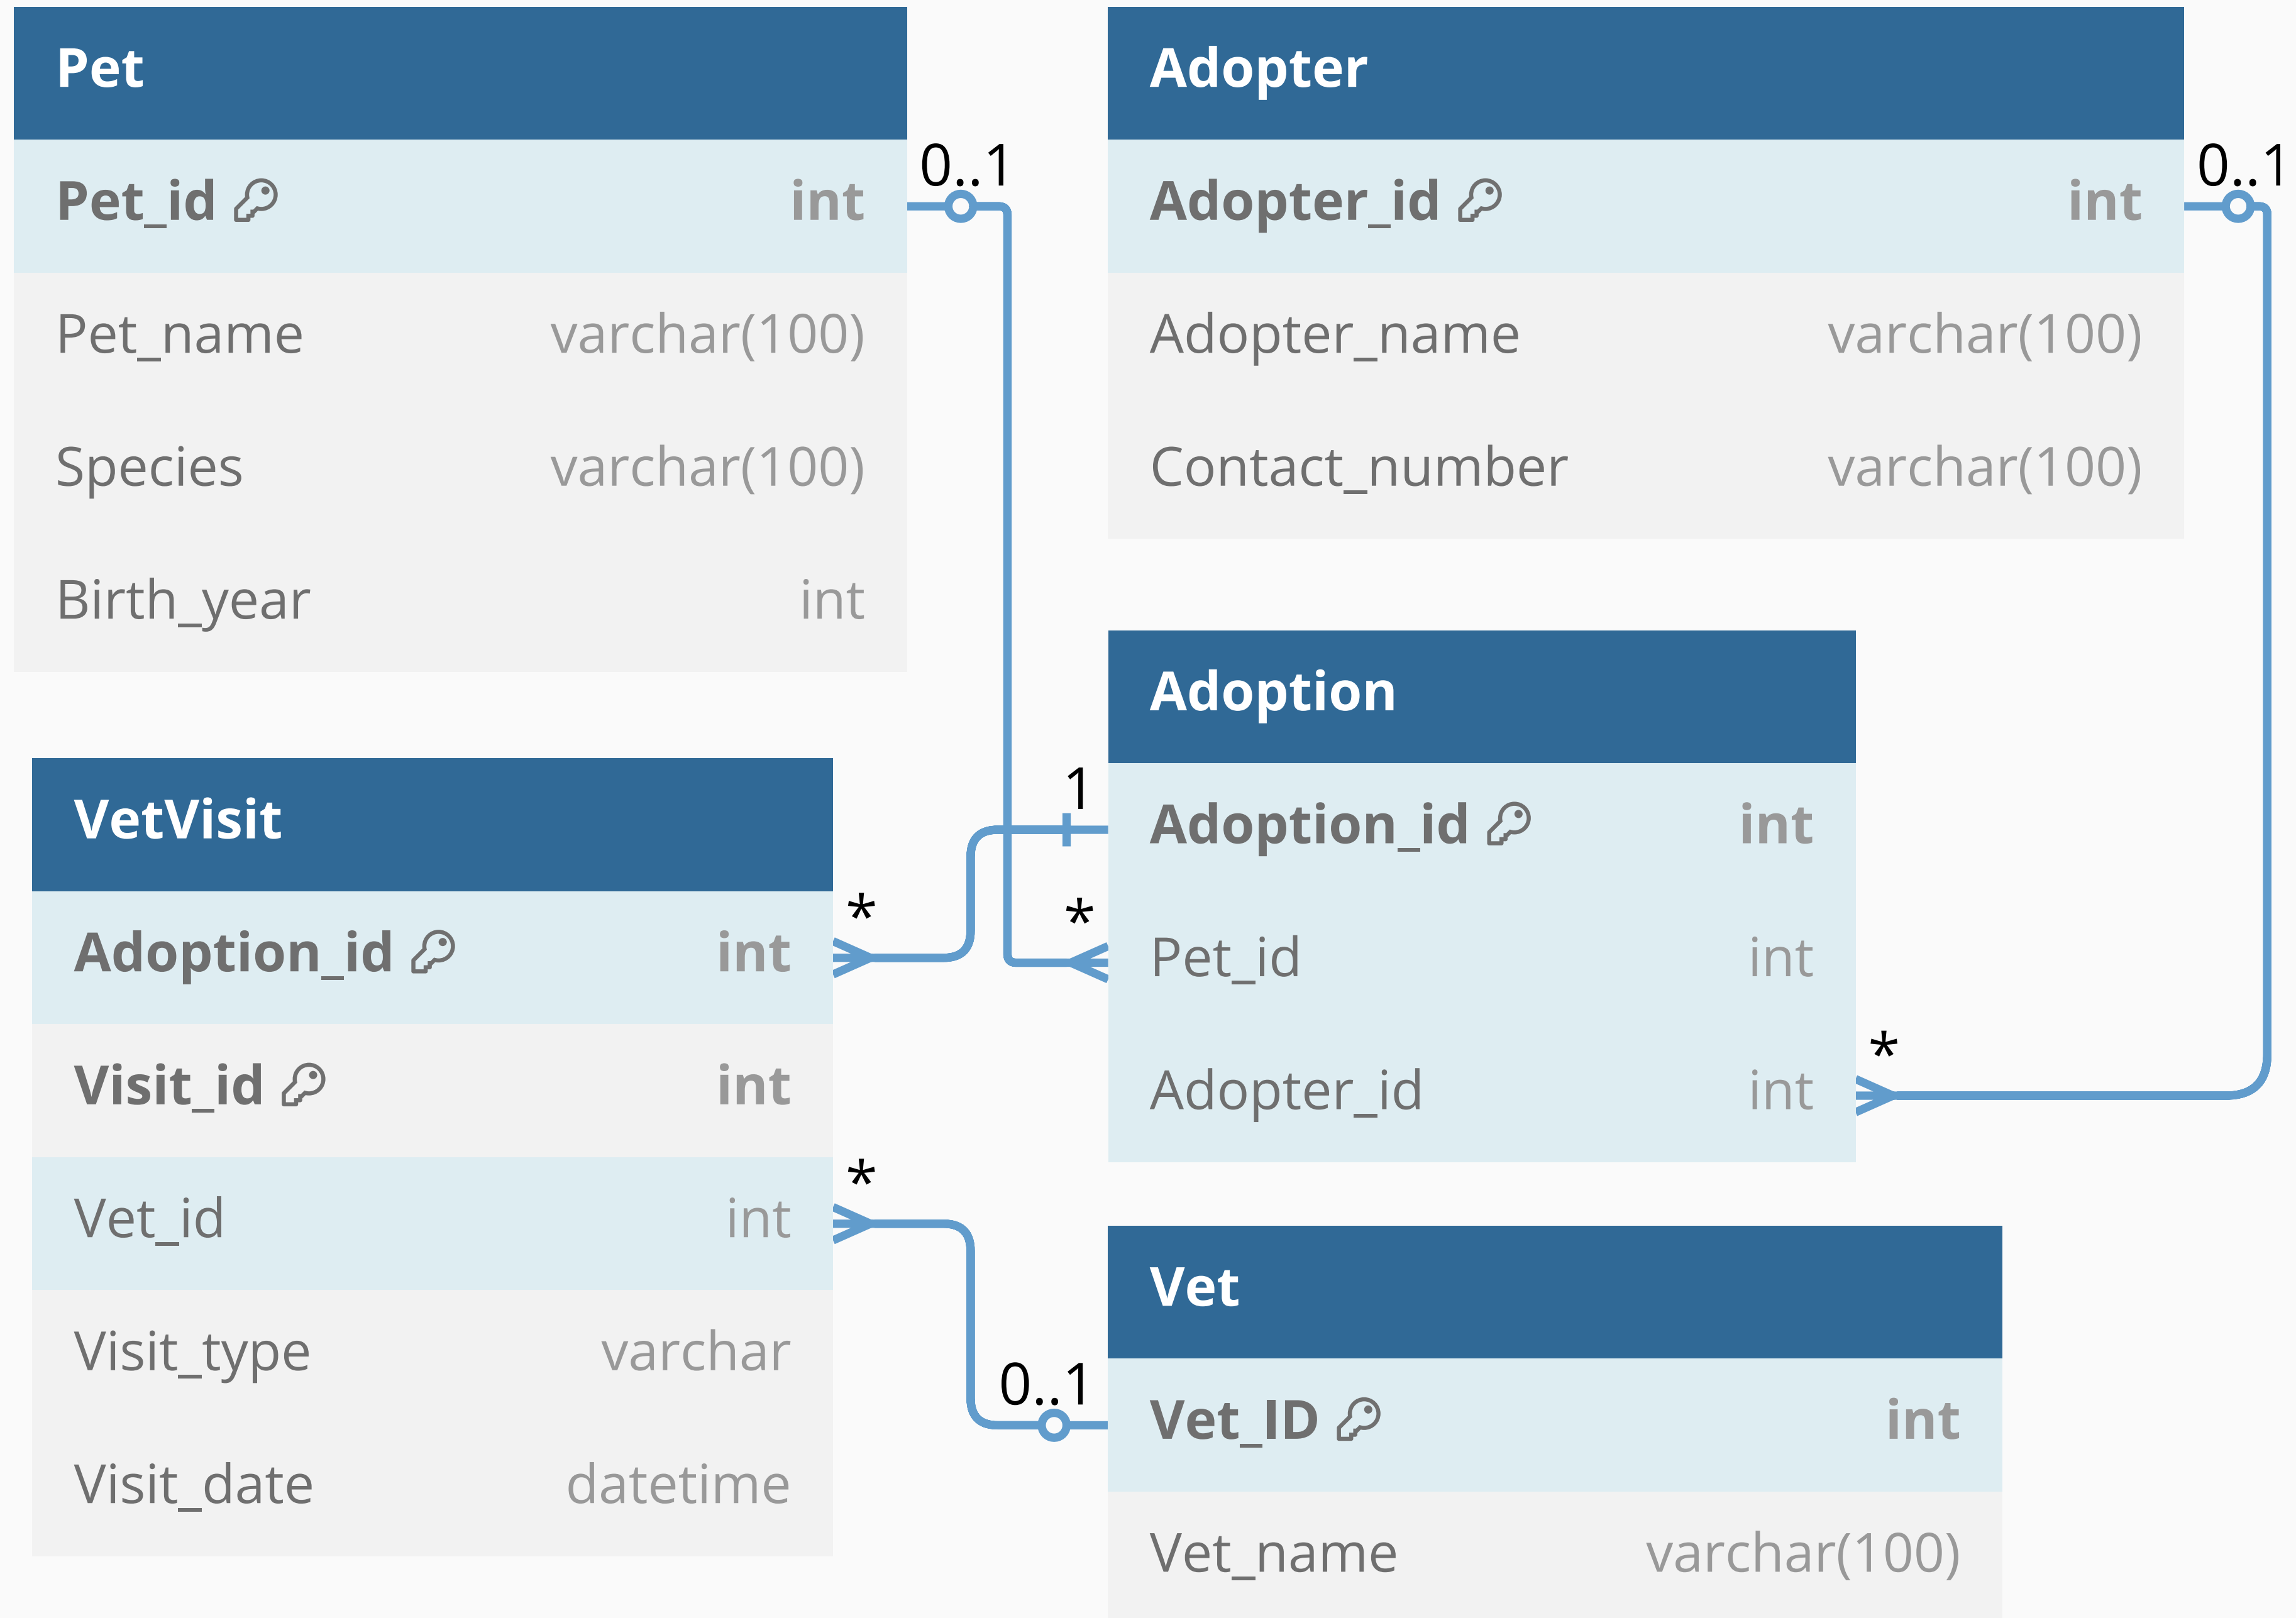 Pet
Pet_id int
Pet_name varchar(100)
Species varchar(100)
Birth_year int
0..1
Adopter
Adopter_id int
Adopter_name varchar(100)
Contact_number varchar(100)
0..1
VetVisit
Adoption_id int
Visit_id int
Vet_id int
Visit_type varchar
Visit_date datetime
*
*
Adoption
Adoption_id int
Pet_id int
Adopter_id int
1
*
*
Vet
Vet_ID int
Vet_name varchar(100)
0..1